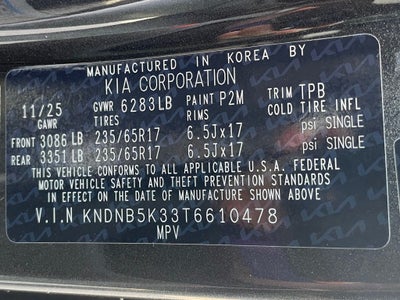 MANUFACTURED IN KOREA BY
KIA CORPORATION
11/25 GVWR 6283LB PAINT P2M TRIM TPB
GAWR TIRES RIMS COLD TIRE INFL
FRONT 3086 LB 235/65R17 6.5Jx17 psi SINGLE
REAR 3351 LB 235/65R17 6.5Jx17 psi SINGLE
THIS VEHICLE CONFORMS TO ALL APPLICABLE U.S.A. FEDERAL
MOTOR VEHICLE SAFETY AND THEFT PREVENTION STANDARDS
IN EFFECT ON THE DATE OF MANUFACTURE SHOWN ABOVE
V.I.N KNDNB5K33T6610478
MPV